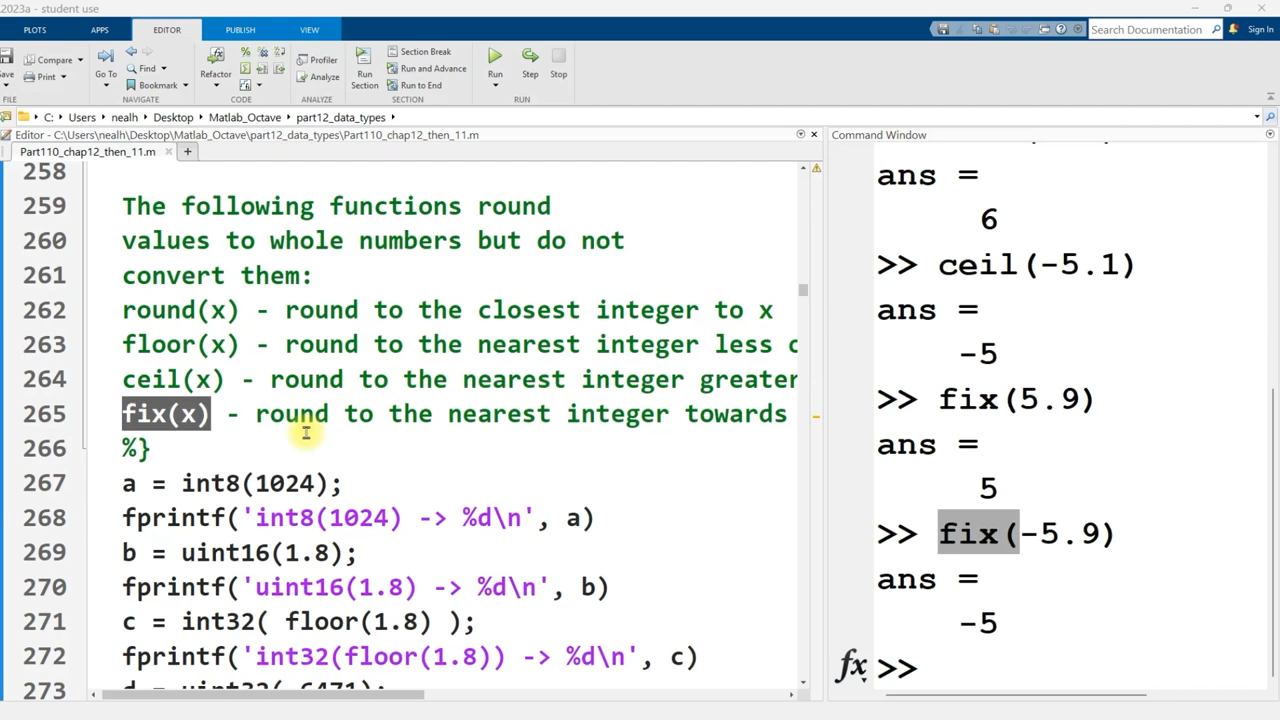 2023a - student use
PLOTS APPS EDITOR PUBLISH VIEW
Search Documentation Sign In
Compare
Print
Go To
Find
Bookmark
Refactor
Profiler
Analyze
Run Section
Section Break
Run and Advance
Run to End
Run Step Stop
FILE NAVIGATE CODE ANALYZE SECTION RUN
C: Users nealh Desktop Matlab_Octave part12_data_types
Editor - C:\Users\nealh\Desktop\Matlab_Octave\part12_data_types\Part110_chap12_then_11.m
Part110_chap12_then_11.m
258
259 The following functions round
260 values to whole numbers but do not
261 convert them:
262 round(x) - round to the closest integer to x
263 floor(x) - round to the nearest integer less
264 ceil(x) - round to the nearest integer greater
265 fix(x) - round to the nearest integer towards
266 %}
267 a = int8(1024);
268 fprintf('int8(1024) -> %d\n', a)
269 b = uint16(1.8);
270 fprintf('uint16(1.8) -> %d\n', b)
271 c = int32( floor(1.8) );
272 fprintf('int32(floor(1.8)) -> %d\n', c)
273
Command Window
ans =
6
>> ceil(-5.1)
ans =
-5
>> fix(5.9)
ans =
5
>> fix(-5.9)
ans =
-5
fx >>